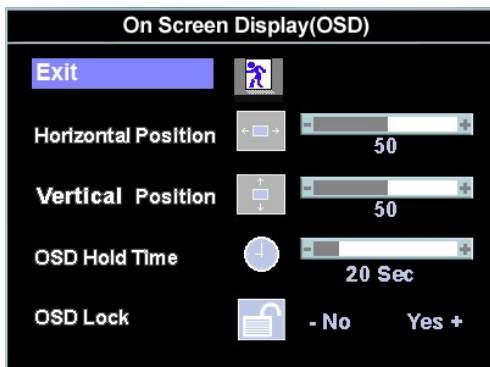 On Screen Display(OSD)
Exit
Horizontal Position
- +
50
Vertical Position
- +
50
OSD Hold Time
- +
20 Sec
OSD Lock
- No Yes +